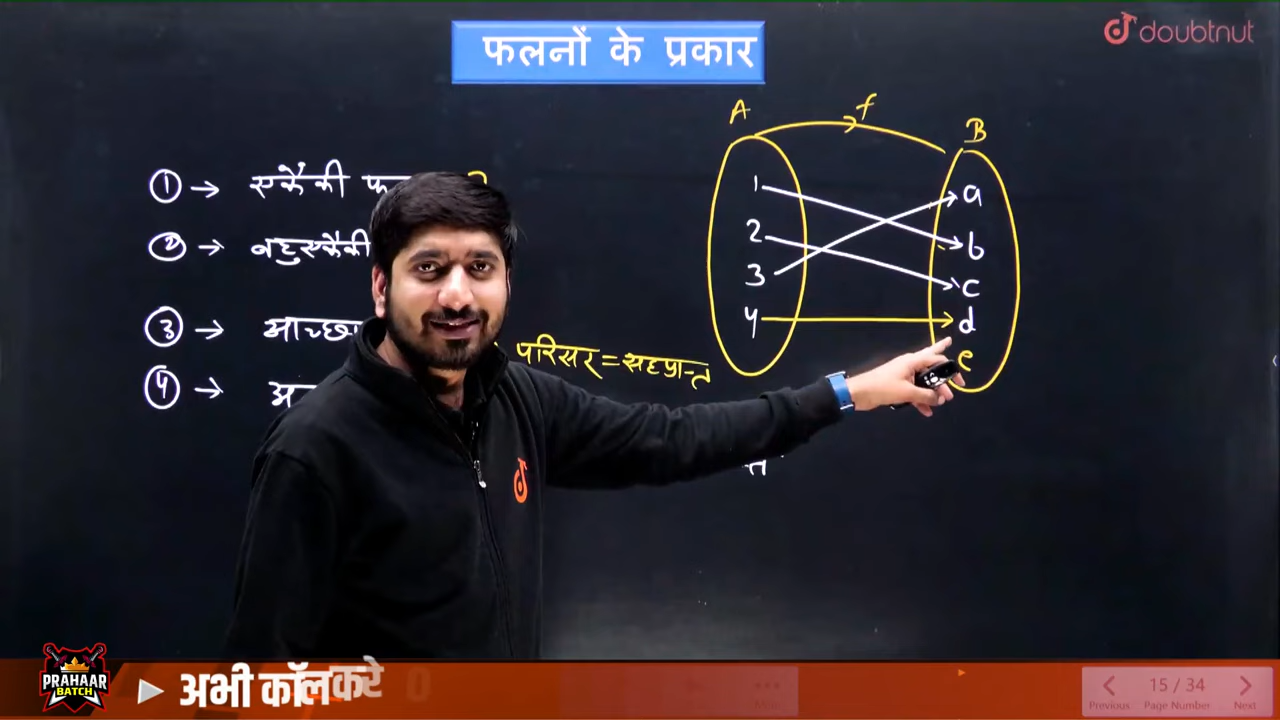 doubtnut
फलनों के प्रकार
A f B
① → एकैकी
② → बहुएकैकी
③ →
④ →
परिसर = सहप्रान्त
1 a
2 b
3 c
4 d
e
PRAHAAR
BATCH
अभी कॉल करे
15 / 34
Previous Page Number Next